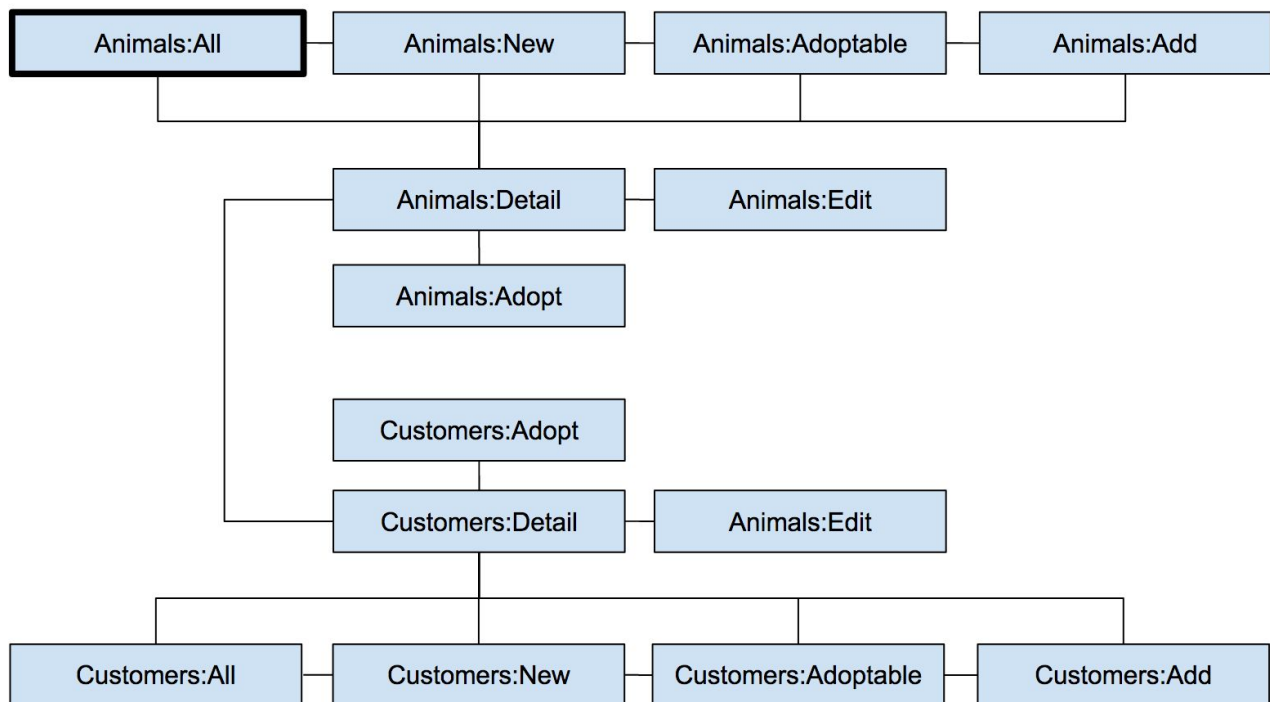 Animals:All
Animals:New
Animals:Adoptable
Animals:Add
Animals:Detail
Animals:Edit
Animals:Adopt
Customers:Adopt
Customers:Detail
Animals:Edit
Customers:All
Customers:New
Customers:Adoptable
Customers:Add